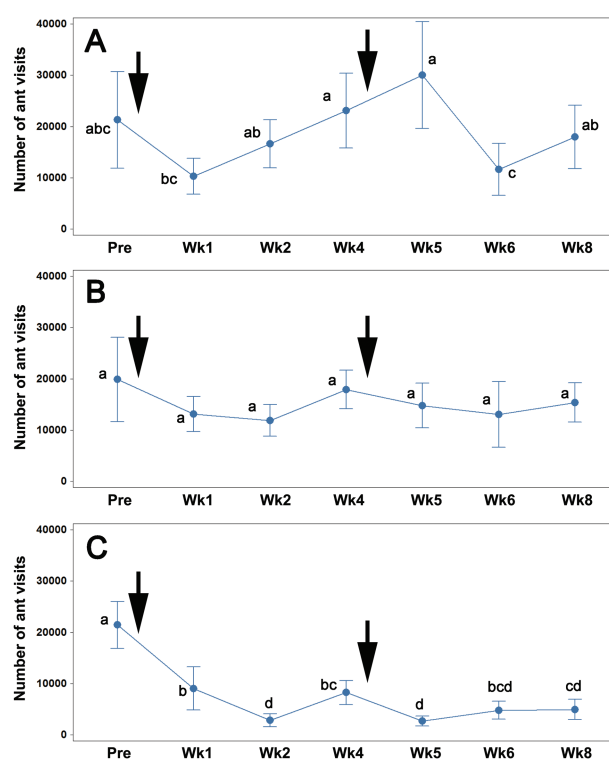 A
Number of ant visits
40000
30000
20000
10000
0
abc
bc
ab
a
a
c
ab
Pre Wk1 Wk2 Wk4 Wk5 Wk6 Wk8
B
Number of ant visits
40000
30000
20000
10000
0
a
a
a
a
a
a
a
Pre Wk1 Wk2 Wk4 Wk5 Wk6 Wk8
C
Number of ant visits
40000
30000
20000
10000
0
a
b
d
bc
d
bcd
cd
Pre Wk1 Wk2 Wk4 Wk5 Wk6 Wk8